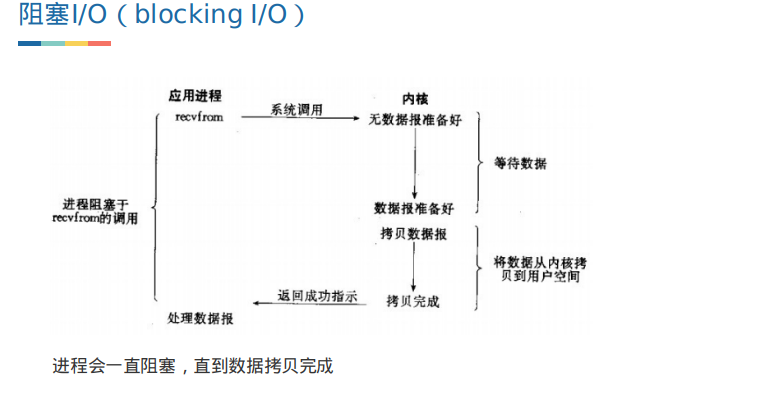 阻塞I/O（blocking I/O）
应用进程
系统调用
内核
recvfrom
无数据报准备好
等待数据
进程阻塞于
recvfrom的调用
数据报准备好
拷贝数据报
将数据从内核拷
贝到用户空间
返回成功指示
拷贝完成
处理数据报
进程会一直阻塞，直到数据拷贝完成